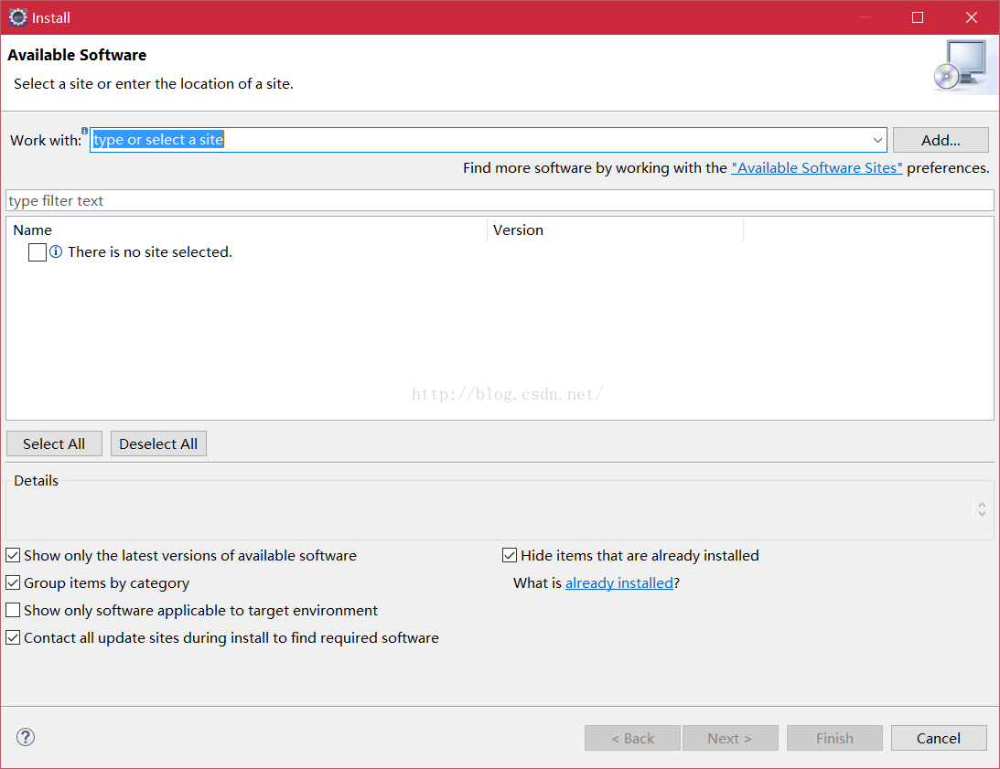 Install
Available Software
Select a site or enter the location of a site.
Work with: type or select a site Add...
Find more software by working with the "Available Software Sites" preferences.
type filter text
Name Version
There is no site selected.
http://blog.csdn.net/
Select All Deselect All
Details
Show only the latest versions of available software Hide items that are already installed
Group items by category What is already installed?
Show only software applicable to target environment
Contact all update sites during install to find required software
? < Back Next > Finish Cancel